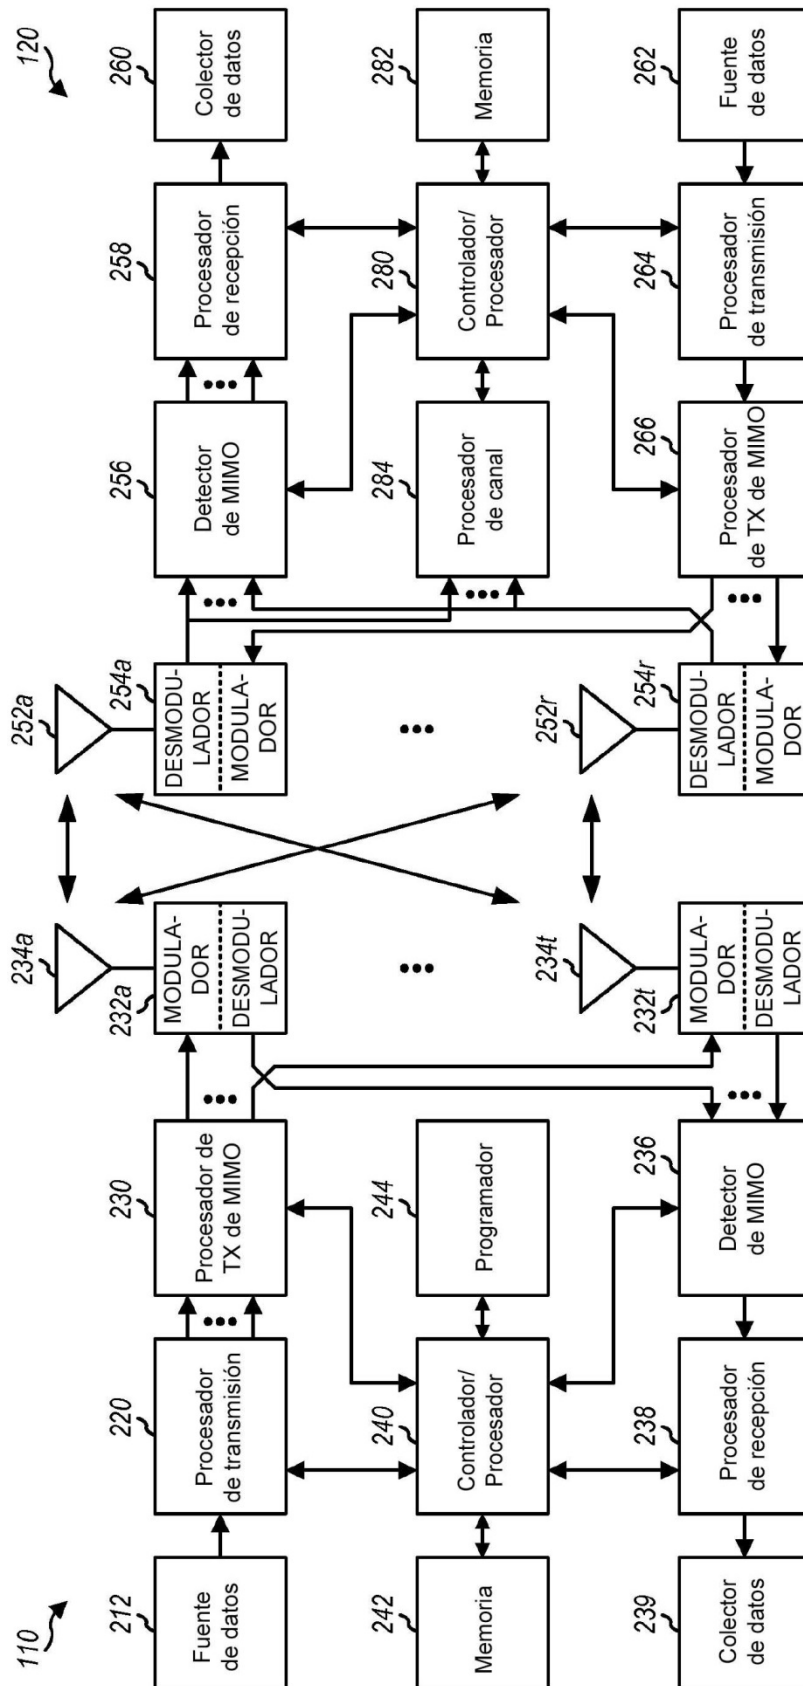 110
120
212
Fuente
de datos
220
Procesador
de transmisión
230
Procesador de
TX de MIMO
232a
MODULA-
DOR
DESMODU-
LADOR
234a
252a
254a
DESMODU-
LADOR
MODULA-
DOR
256
Detector
de MIMO
258
Procesador
de recepción
260
Colector
de datos
242
Memoria
240
Controlador/
Procesador
244
Programador
284
Procesador
de canal
280
Controlador/
Procesador
282
Memoria
239
Colector
de datos
238
Procesador
de recepción
236
Detector
de MIMO
232t
MODULA-
DOR
DESMODU-
LADOR
234t
252r
254r
DESMODU-
LADOR
MODULA-
DOR
266
Procesador
de TX de MIMO
264
Procesador
de transmisión
262
Fuente
de datos